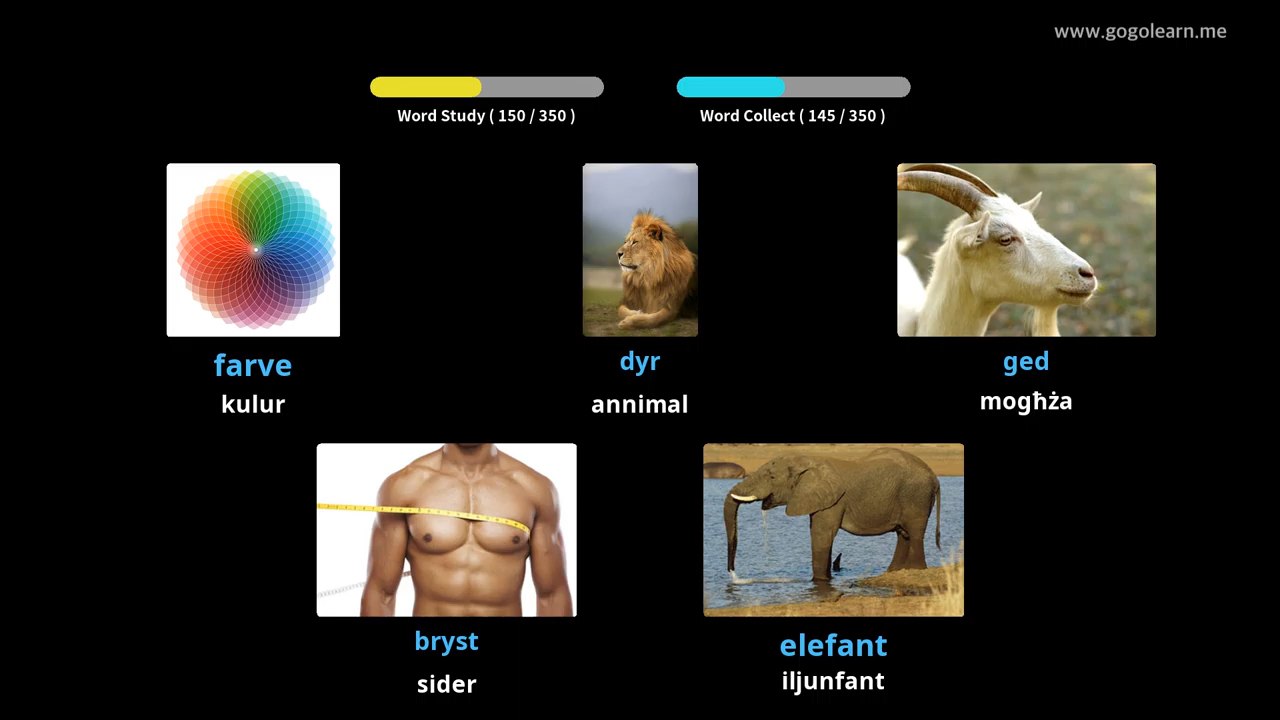 www.gogolearn.me
Word Study ( 150 / 350 )
Word Collect ( 145 / 350 )
farve
dyr
ged
kulur
annimal
mogħża
bryst
elefant
sider
iljunfant